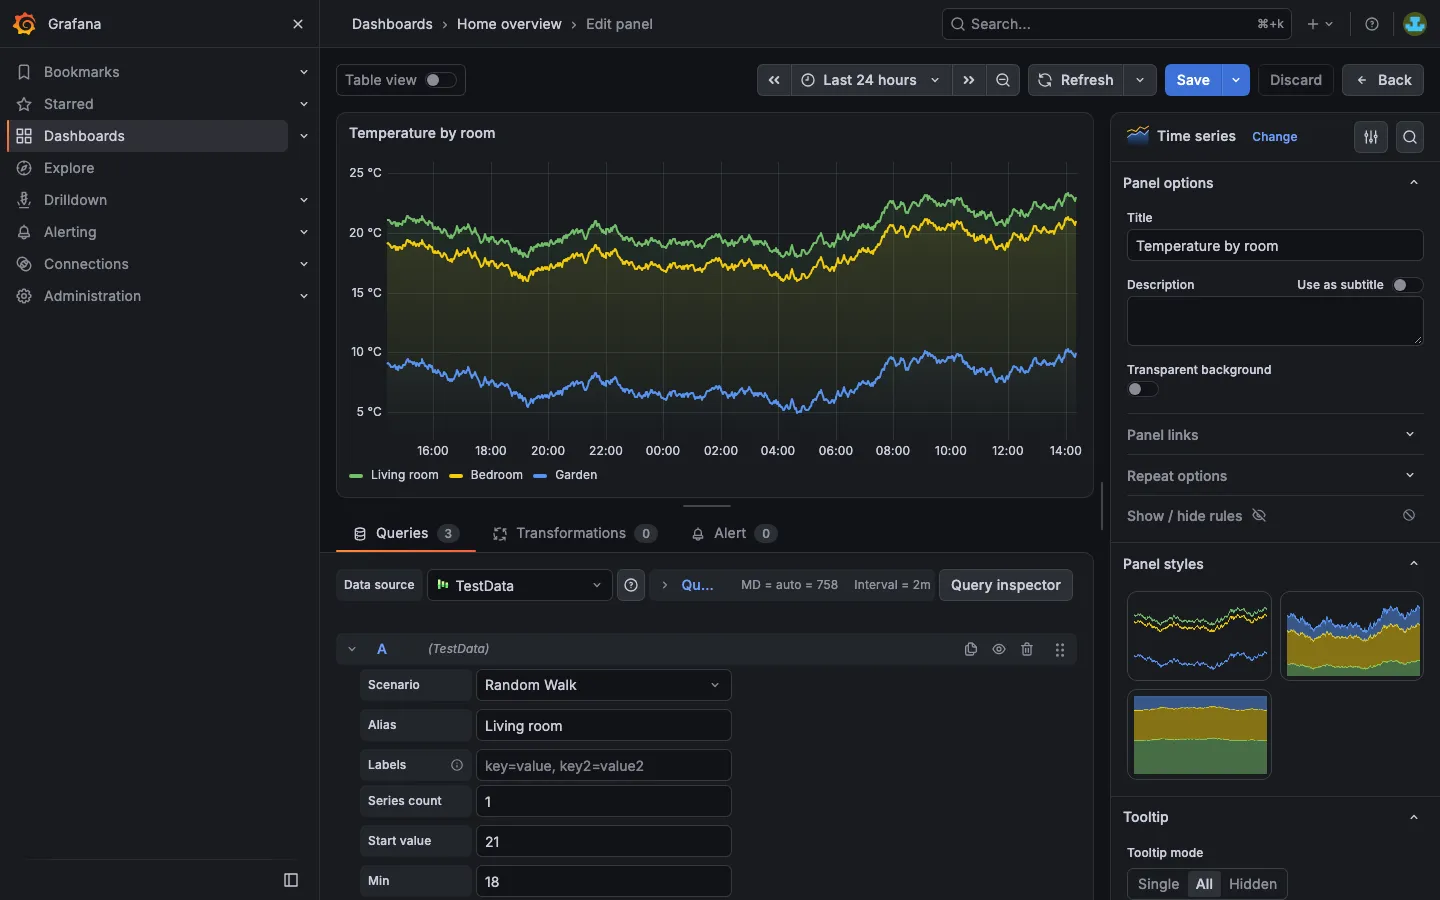 Grafana
Dashboards › Home overview › Edit panel
Search...
⌘+k
Bookmarks
Starred
Dashboards
Explore
Drilldown
Alerting
Connections
Administration
Table view
Last 24 hours
Refresh
Save
Discard
Back
Temperature by room
25 °C
20 °C
15 °C
10 °C
5 °C
16:00 18:00 20:00 22:00 00:00 02:00 04:00 06:00 08:00 10:00 12:00 14:00
Living room Bedroom Garden
Queries 3
Transformations 0
Alert 0
Data source
TestData
Qu...
MD = auto = 758
Interval = 2m
Query inspector
A
(TestData)
Scenario
Random Walk
Alias
Living room
Labels
key=value, key2=value2
Series count
1
Start value
21
Min
18
Time series
Change
Panel options
Title
Temperature by room
Description
Use as subtitle
Transparent background
Panel links
Repeat options
Show / hide rules
Panel styles
Tooltip
Tooltip mode
Single All Hidden